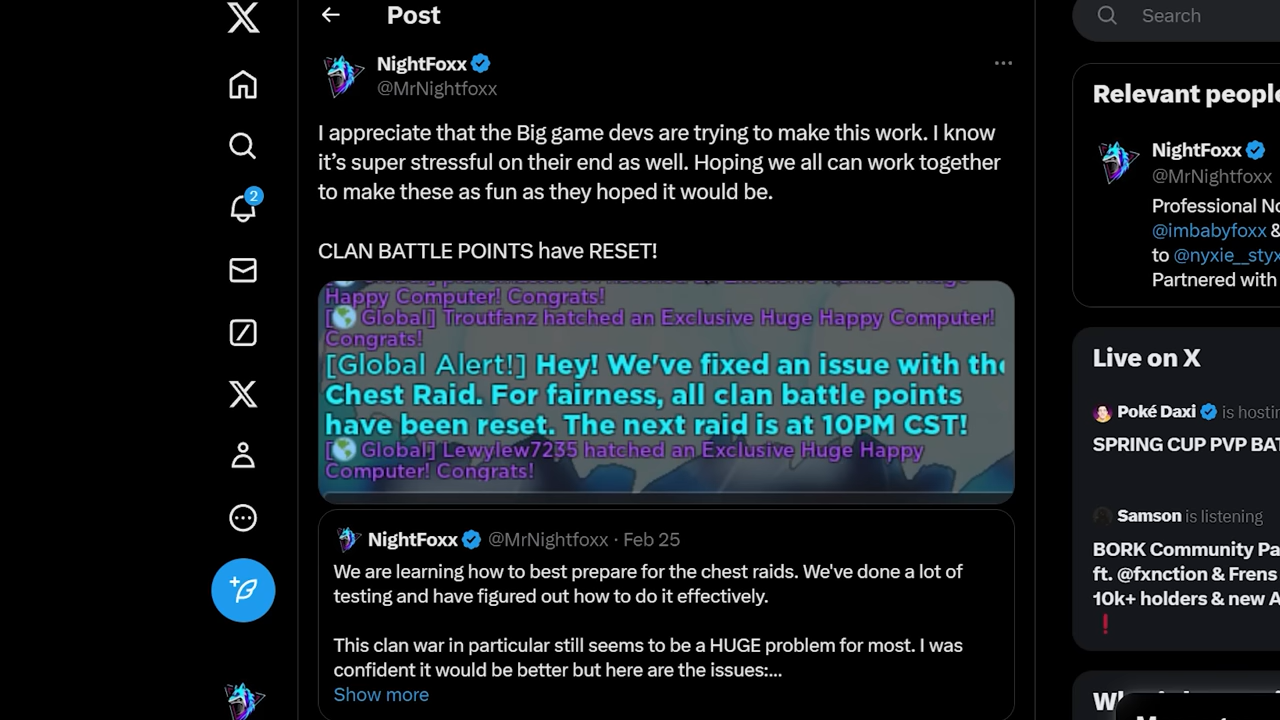 Post
Search
NightFoxx
@MrNightfoxx
I appreciate that the Big game devs are trying to make this work. I know
it's super stressful on their end as well. Hoping we all can work together
to make these as fun as they hoped it would be.
CLAN BATTLE POINTS have RESET!
Happy Computer! Congrats!
[Global] Troutfanz hatched an Exclusive Huge Happy Computer!
Congrats!
[Global Alert!] Hey! We've fixed an issue with the
Chest Raid. For fairness, all clan battle points
have been reset. The next raid is at 10PM CST!
[Global] Lewylew7235 hatched an Exclusive Huge Happy
Computer! Congrats!
NightFoxx @MrNightfoxx · Feb 25
We are learning how to best prepare for the chest raids. We've done a lot of
testing and have figured out how to do it effectively.
This clan war in particular still seems to be a HUGE problem for most. I was
confident it would be better but here are the issues:...
Show more
2
Relevant people
NightFoxx
@MrNightfoxx
Professional No
@imbabyfoxx &
to @nyxie__styx
Partnered with
Live on X
Poké Daxi is hostin
SPRING CUP PVP BAT
Samson is listening
BORK Community Pa
ft. @fxnction & Frens
10k+ holders & new A
❗